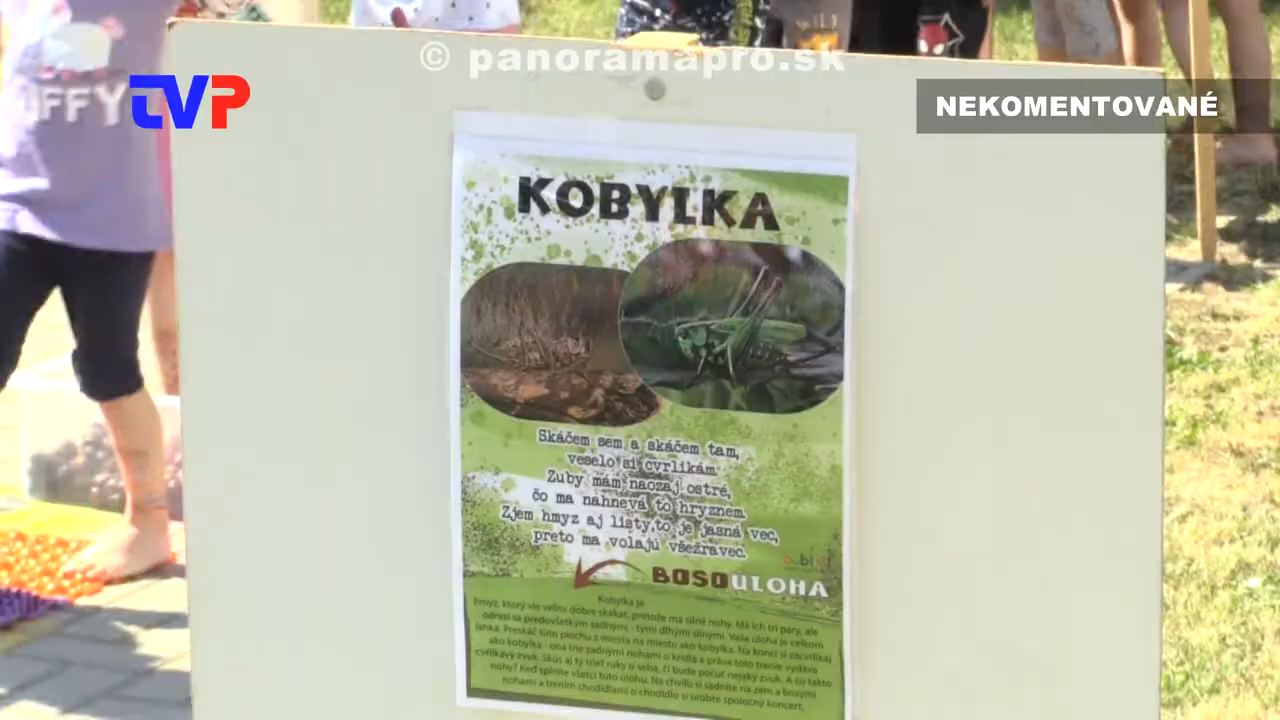 © panoramapro.sk
TVP
NEKOMENTOVANÉ
FFY
KOBYLKA
Skáčem sem a skáčem tam,
veselo si cvrlikám.
Zuby mám naozaj ostré,
čo ma nahnevá to hryznem.
Zjem hmyz aj listy,to je jasná vec,
preto ma volajú všežravec.
BOSOULOHA
Kobylka je
hmyz, ktorý vie veľmi dobre skákať, pretože má silné nohy. Má ich tri páry, ale
odrazí sa predovšetkým zadnými - tými dlhými silnými. Vaša úloha je celkom
ľahká. Preskáč túto plochu z miesta na miesto ako kobylka. Na konci si zacvrlikaj
ako kobylka - ona trie zadnými nohami o krídla a práve toto trenie vydáva
cvrlikavý zvuk. Skús aj ty trieť ruky o seba, či bude počuť nejaký zvuk. A čo takto
nohy? Keď splníte všetci túto úlohu. Na chvíľu si sadnite na zem a bosými
nohami a trením chodidlami o chodidlo si urobte spoločný koncert.